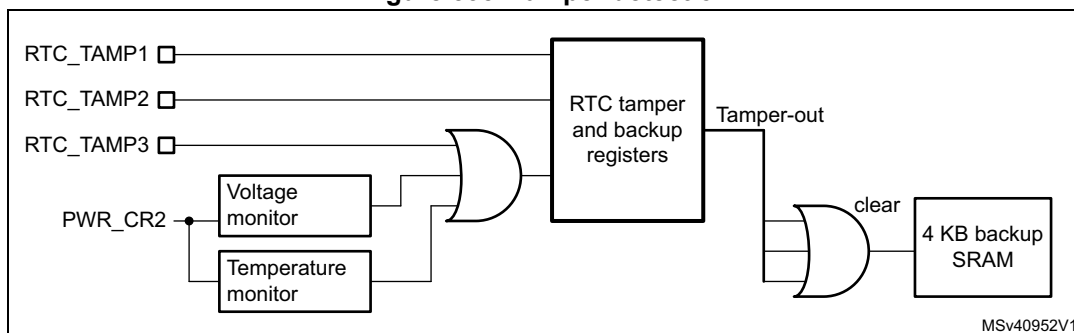 RTC_TAMP1
RTC_TAMP2
RTC_TAMP3
PWR_CR2
Voltage
monitor
Temperature
monitor
RTC tamper
and backup
registers
Tamper-out
clear
4 KB backup
SRAM
MSv40952V1